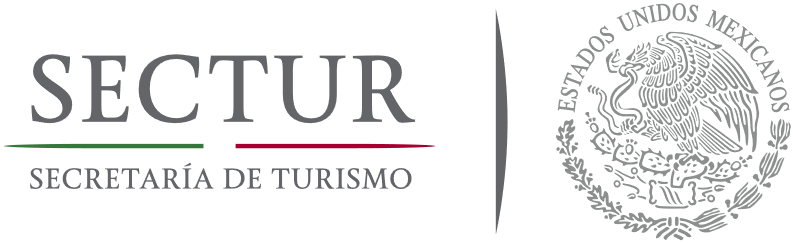 SECTUR
SECRETARÍA DE TURISMO
ESTADOS UNIDOS MEXICANOS